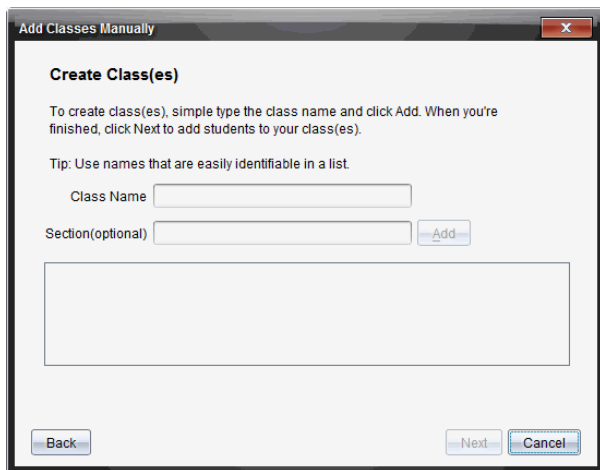 Add Classes Manually
Create Class(es)
To create class(es), simple type the class name and click Add. When you're
finished, click Next to add students to your class(es).
Tip: Use names that are easily identifiable in a list.
Class Name
Section(optional)
Add
Back
Next
Cancel